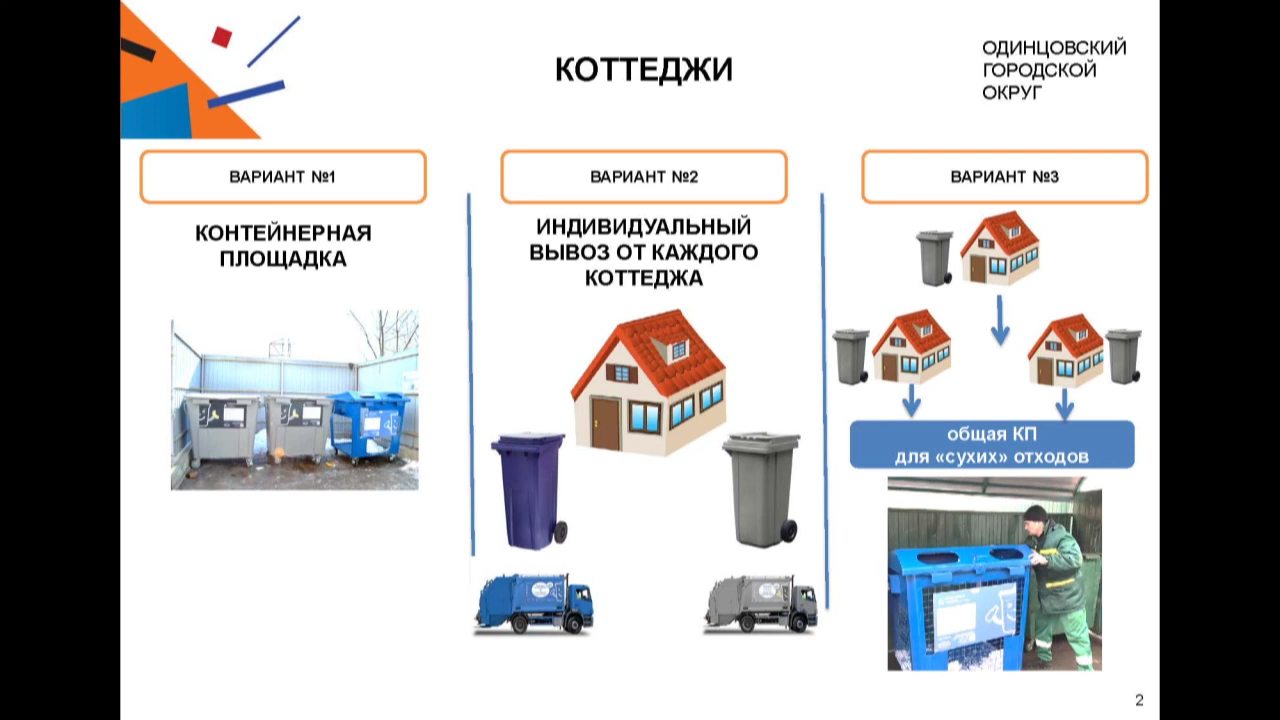 КОТТЕДЖИ
ОДИНЦОВСКИЙ
ГОРОДСКОЙ
ОКРУГ
ВАРИАНТ №1
КОНТЕЙНЕРНАЯ
ПЛОЩАДКА
ВАРИАНТ №2
ИНДИВИДУАЛЬНЫЙ
ВЫВОЗ ОТ КАЖДОГО
КОТТЕДЖА
ВАРИАНТ №3
общая КП
для «сухих» отходов
2